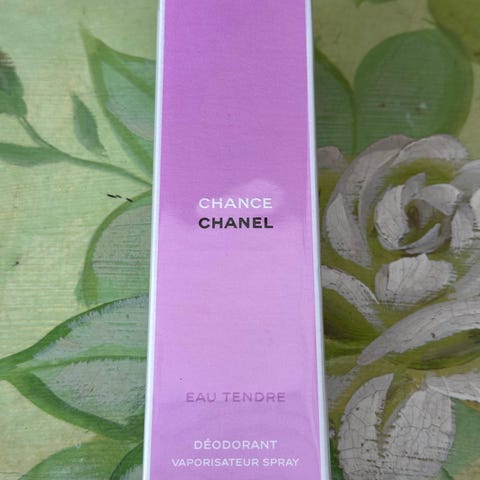 CHANCE
CHANEL
EAU TENDRE
DÉODORANT
VAPORISATEUR SPRAY